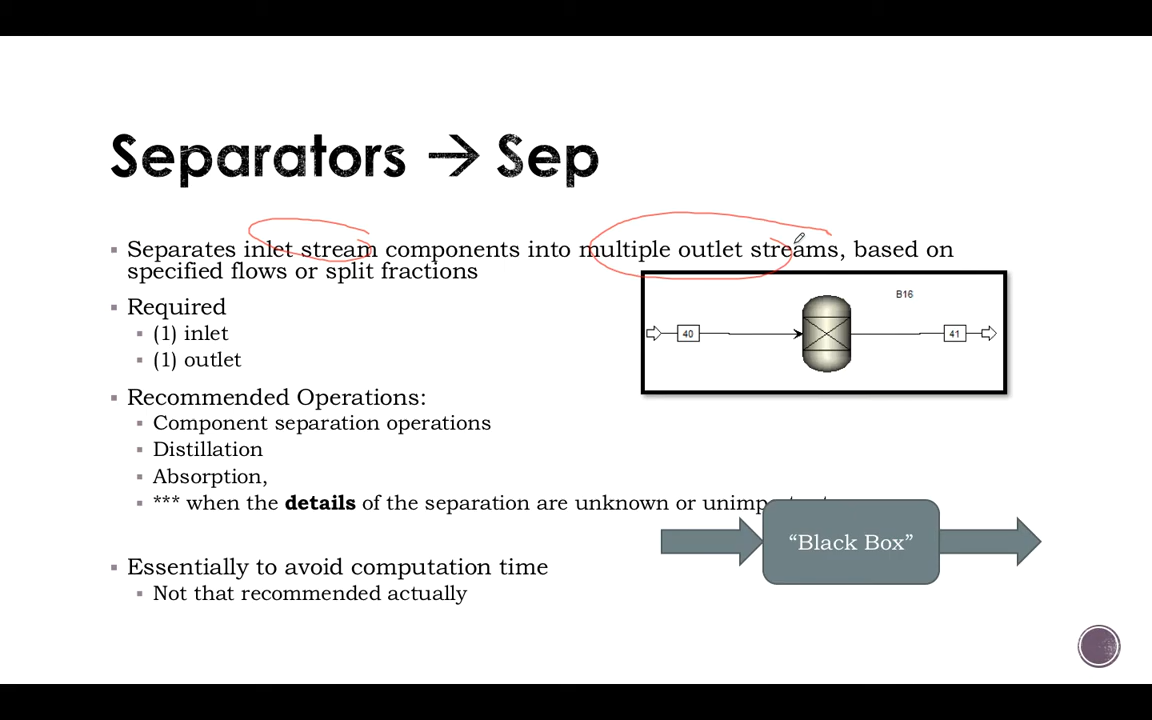 Separators → Sep
▪ Separates inlet stream components into multiple outlet streams, based on
specified flows or split fractions
▪ Required
▪ (1) inlet
▪ (1) outlet
B16
40
41
▪ Recommended Operations:
▪ Component separation operations
▪ Distillation
▪ Absorption,
▪ *** when the details of the separation are unknown or
“Black Box”
▪ Essentially to avoid computation time
▪ Not that recommended actually